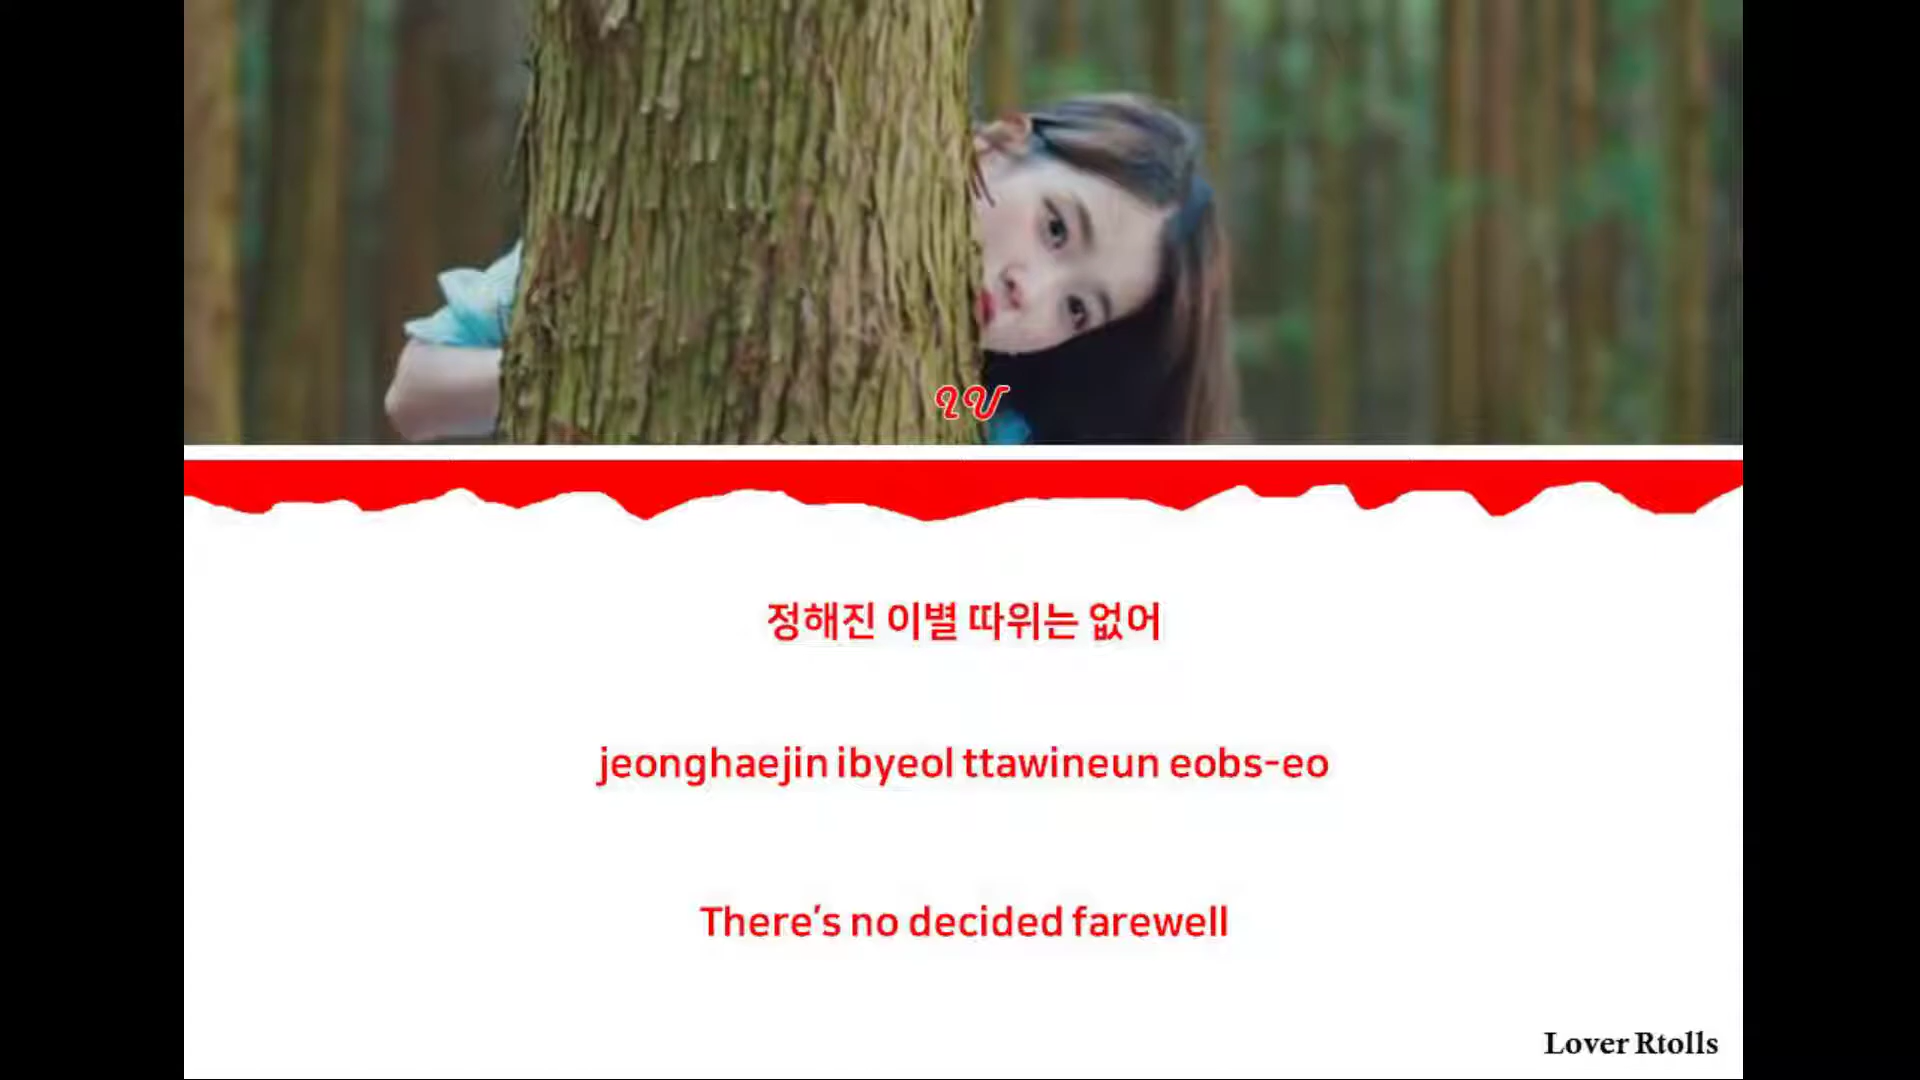 정해진 이별 따위는 없어
jeonghaejin ibyeol ttawineun eobs-eo
There's no decided farewell
Lover Rtolls